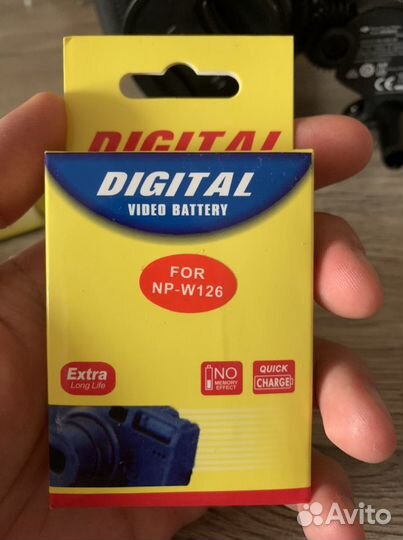 DIGITAL
DIGITAL
VIDEO BATTERY
FOR
NP-W126
Extra
Long Life
NO
MEMORY
EFFECT
QUICK
CHARGE
Avito